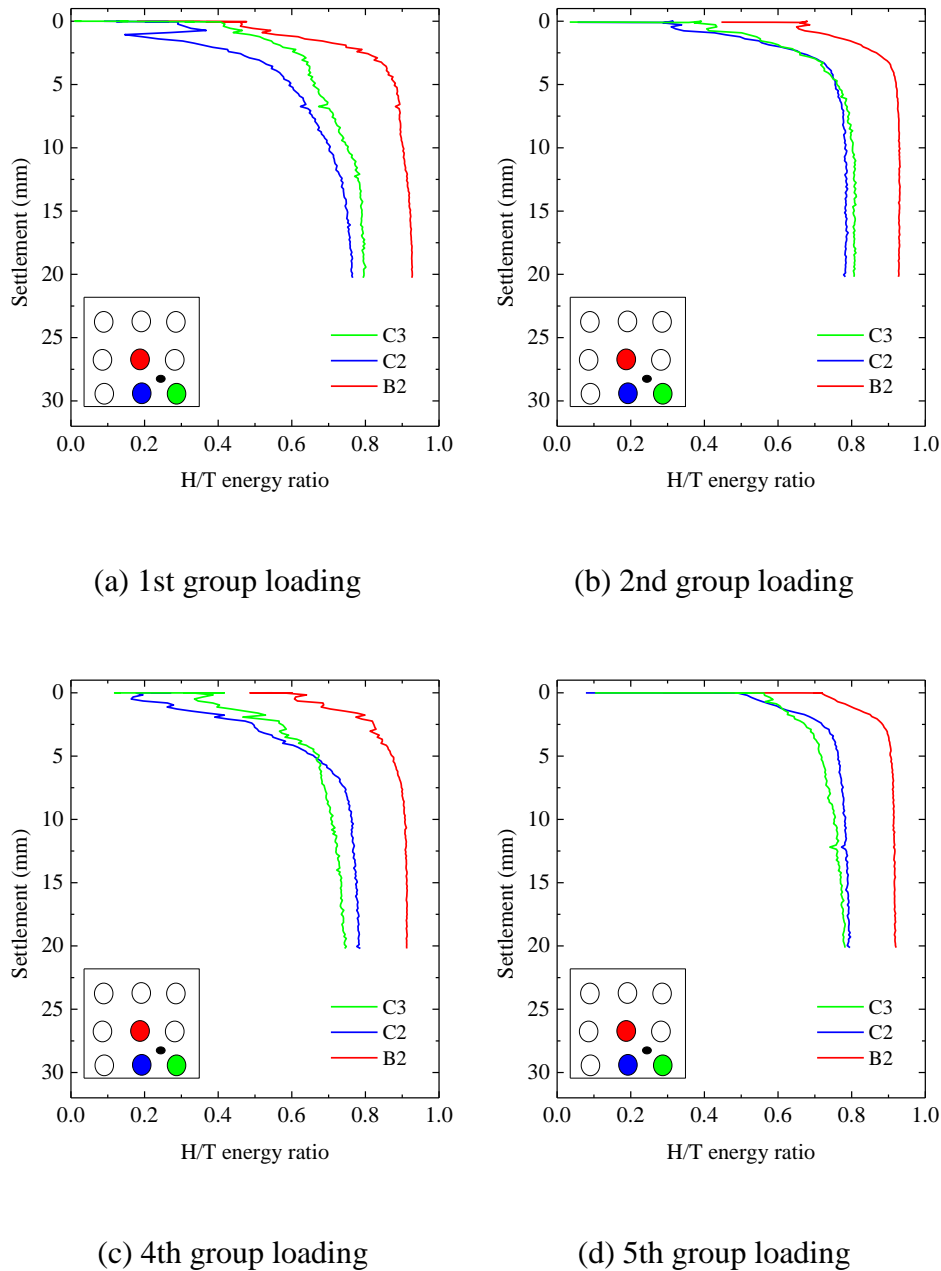 0
5
10
15
20
25
30
Settlement (mm)
C3
C2
B2
0.0 0.2 0.4 0.6 0.8 1.0
H/T energy ratio
(a) 1st group loading
0
5
10
15
20
25
30
Settlement (mm)
C3
C2
B2
0.0 0.2 0.4 0.6 0.8 1.0
H/T energy ratio
(b) 2nd group loading
0
5
10
15
20
25
30
Settlement (mm)
C3
C2
B2
0.0 0.2 0.4 0.6 0.8 1.0
H/T energy ratio
(c) 4th group loading
0
5
10
15
20
25
30
Settlement (mm)
C3
C2
B2
0.0 0.2 0.4 0.6 0.8 1.0
H/T energy ratio
(d) 5th group loading